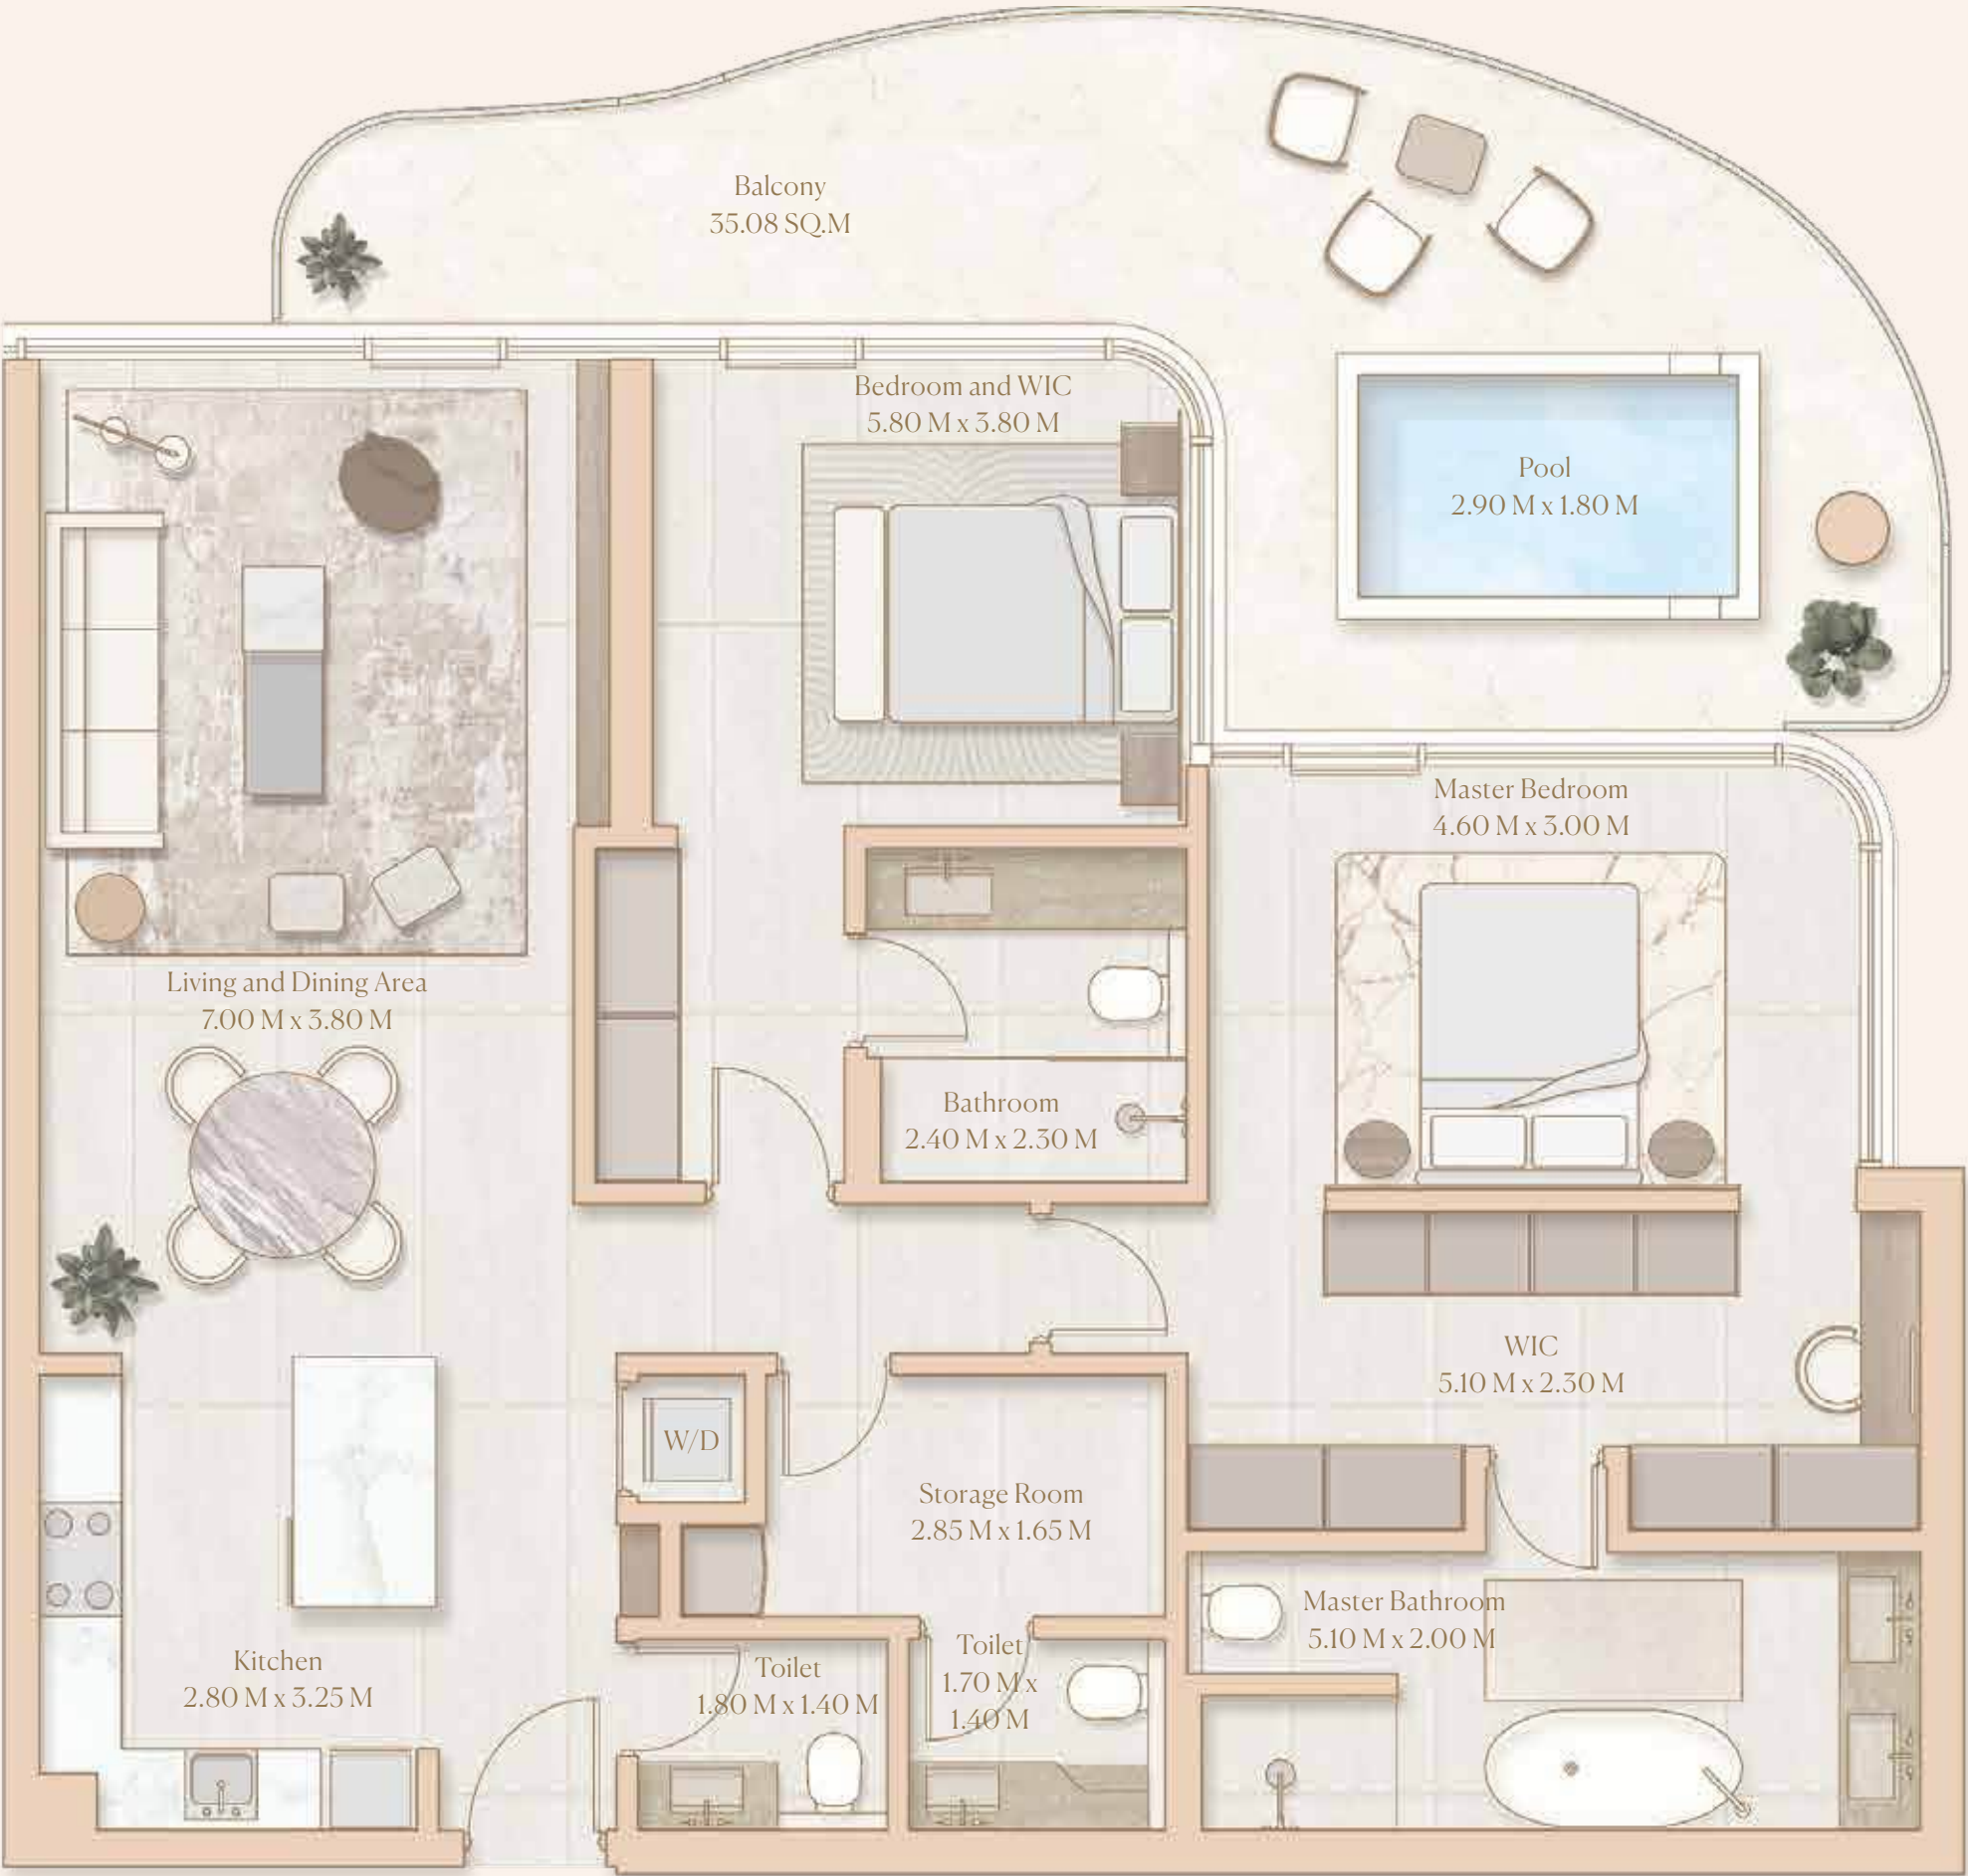 Balcony
35.08 SQ.M
Bedroom and WIC
5.80 M x 3.80 M
Pool
2.90 M x 1.80 M
Master Bedroom
4.60 M x 3.00 M
Living and Dining Area
7.00 M x 3.80 M
Bathroom
2.40 M x 2.30 M
WIC
5.10 M x 2.30 M
W/D
Storage Room
2.85 M x 1.65 M
Master Bathroom
5.10 M x 2.00 M
Kitchen
2.80 M x 3.25 M
Toilet
1.80 M x 1.40 M
Toilet
1.70 M x
1.40 M